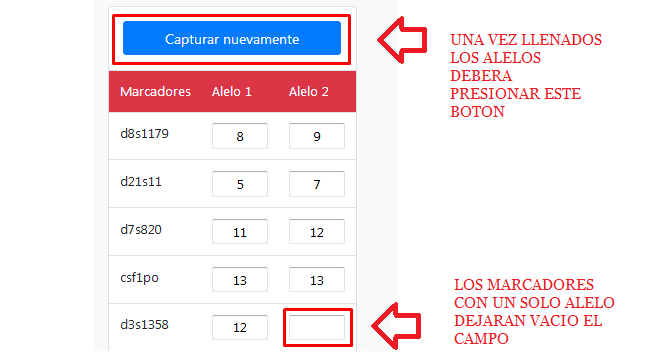 Capturar nuevamente
UNA VEZ LLENADOS
LOS ALELOS
DEBERA
PRESIONAR ESTE
BOTON
Marcadores Alelo 1 Alelo 2
d8s1179 8 9
d21s11 5 7
d7s820 11 12
csf1po 13 13
d3s1358 12
LOS MARCADORES
CON UN SOLO ALELO
DEJARAN VACIO EL
CAMPO